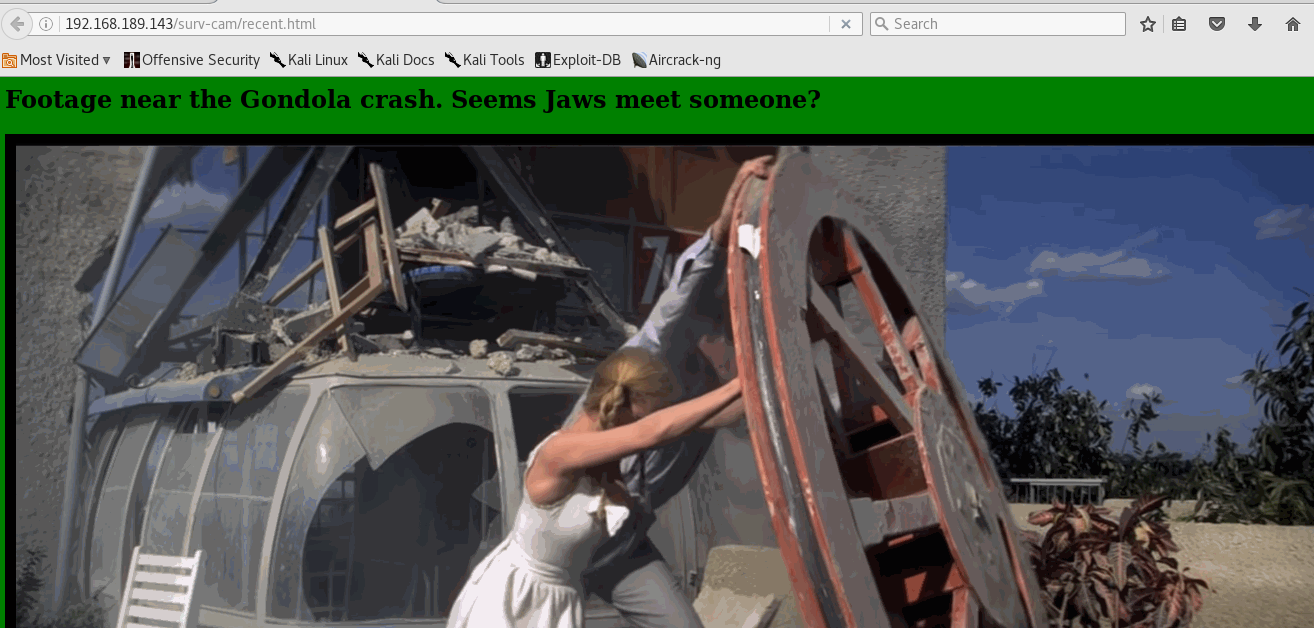 192.168.189.143/surv-cam/recent.html
Search
Most Visited
Offensive Security
Kali Linux
Kali Docs
Kali Tools
Exploit-DB
Aircrack-ng
Footage near the Gondola crash. Seems Jaws meet someone?
7